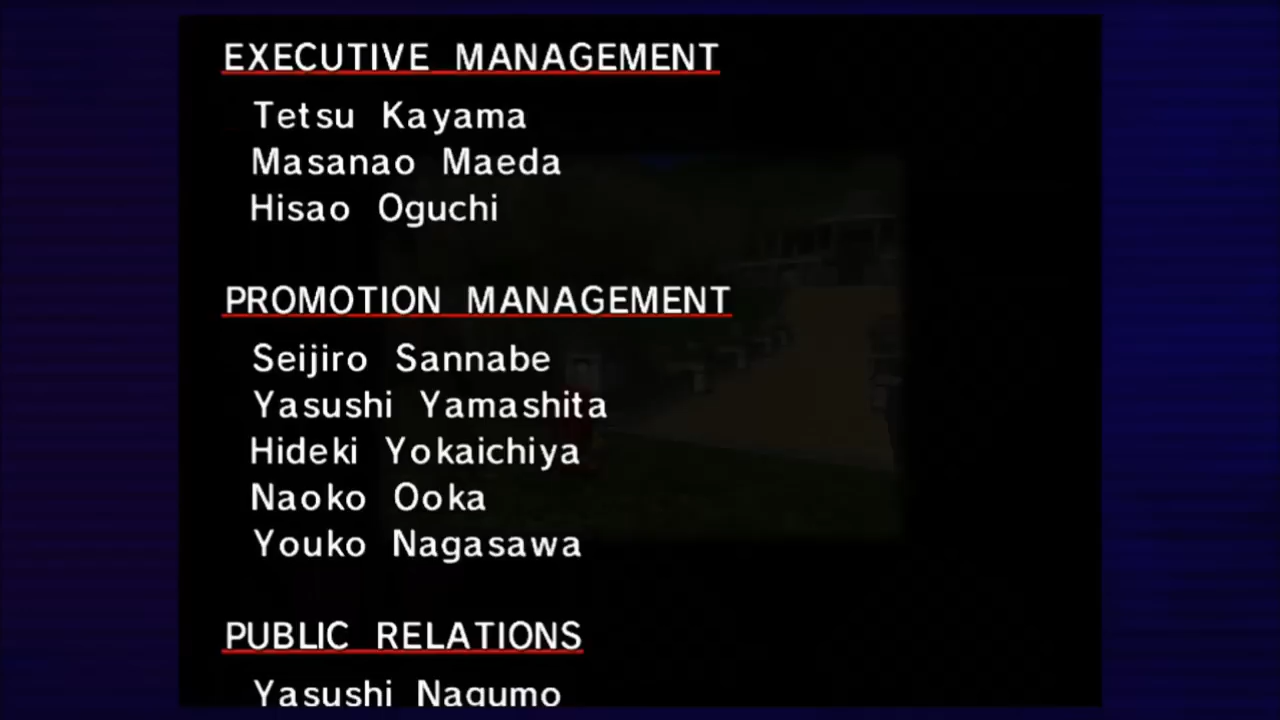 EXECUTIVE MANAGEMENT
Tetsu Kayama
Masanao Maeda
Hisao Oguchi
PROMOTION MANAGEMENT
Seijiro Sannabe
Yasushi Yamashita
Hideki Yokaichiya
Naoko Ooka
Youko Nagasawa
PUBLIC RELATIONS
Yasushi Nagumo